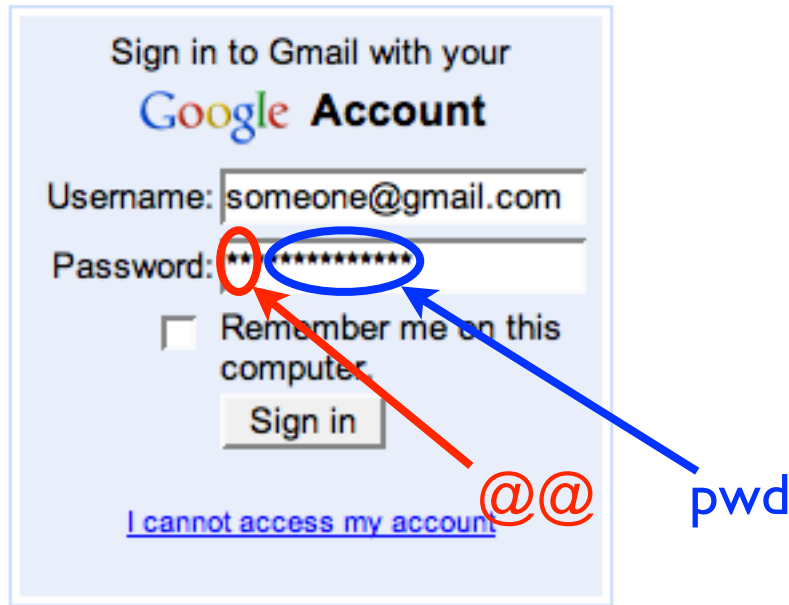 Sign in to Gmail with your
Google Account
Username: someone@gmail.com
Password: ***************
Remember me on this
computer.
Sign in
@@ pwd
I cannot access my account